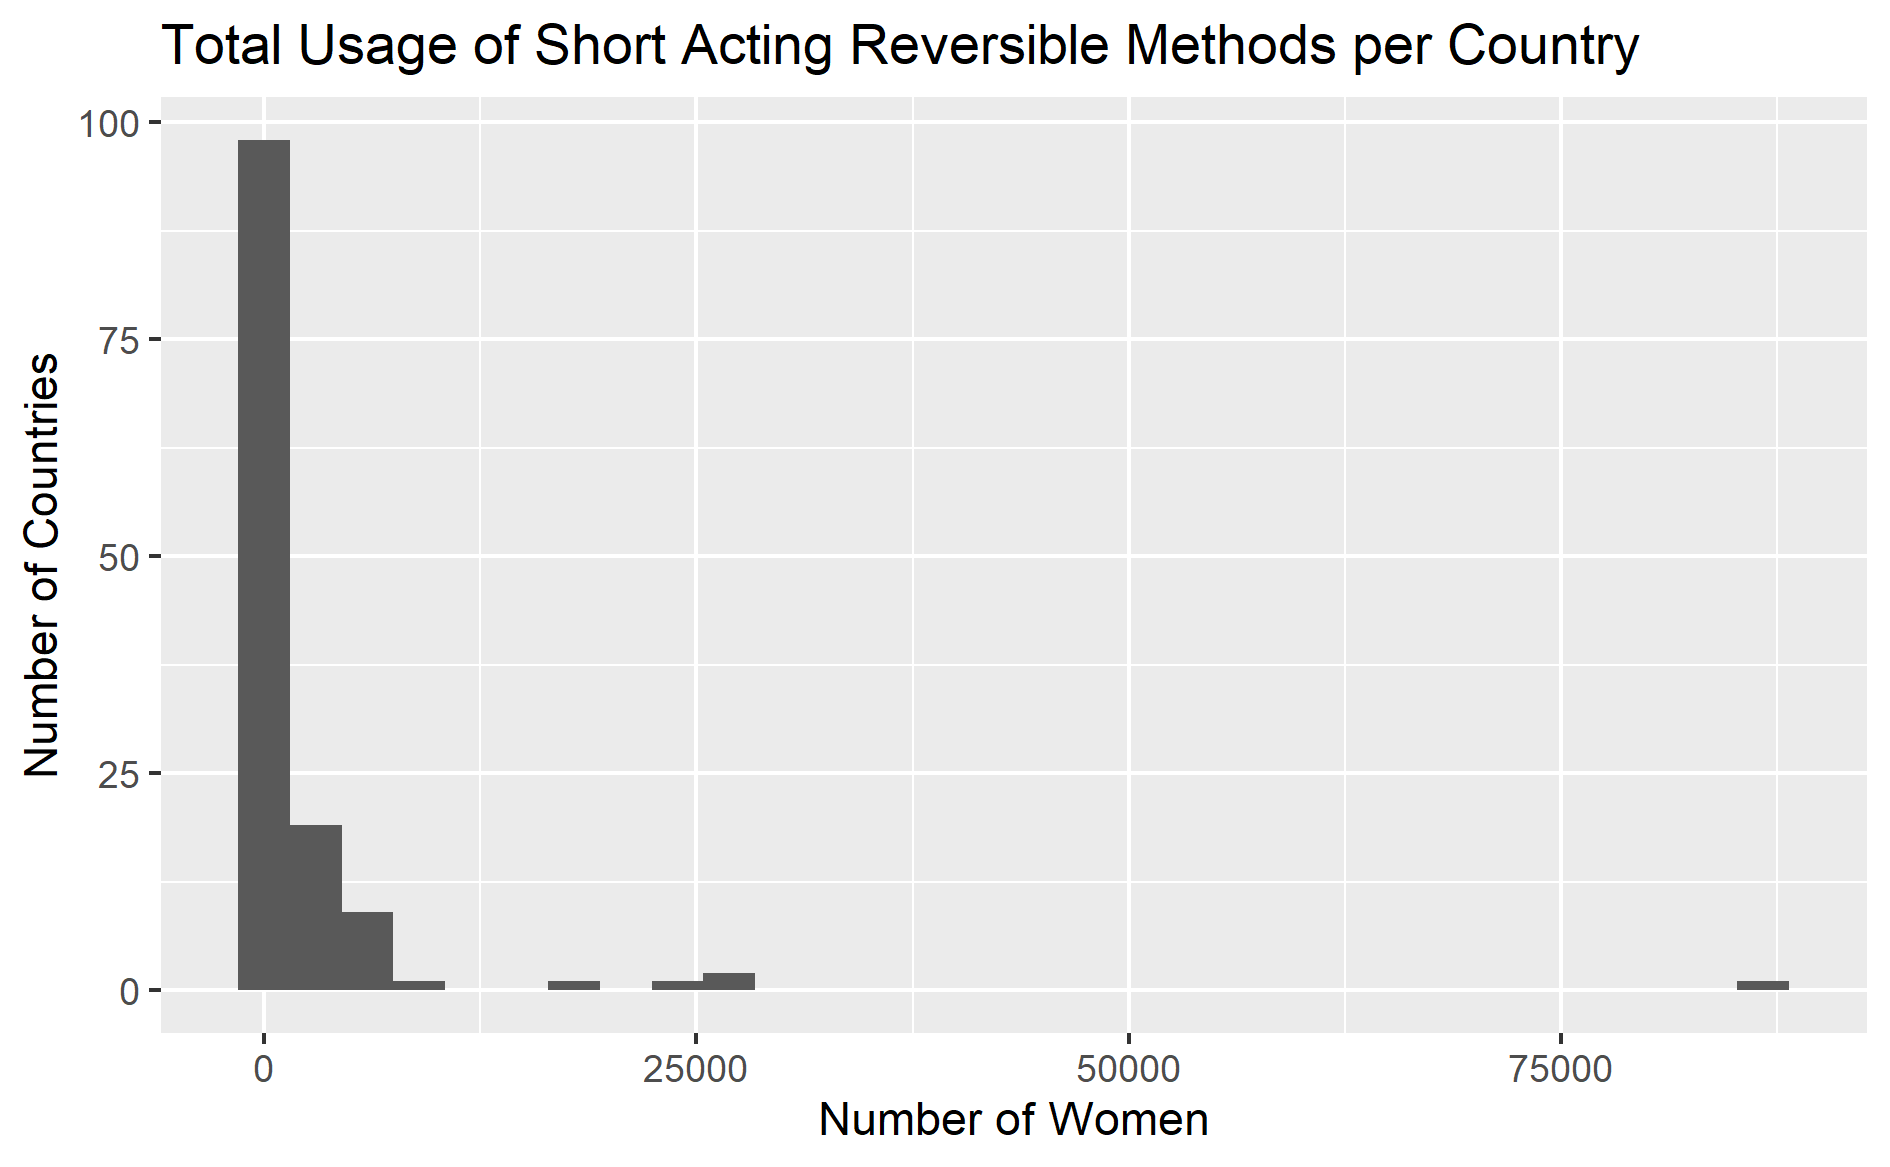 Total Usage of Short Acting Reversible Methods per Country
Number of Countries
100
75
50
25
0
0 25000 50000 75000
Number of Women